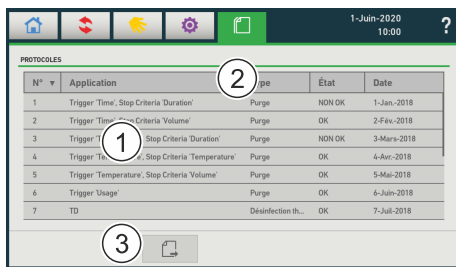 1-Juin-2020
10:00
?
PROTOCOLES
N° Application État Date
1 Trigger 'Time', Stop Criteria 'Duration' Purge NON OK 1-Jan.-2018
2 Trigger 'Time', Stop Criteria 'Volume' Purge OK 2-Fév.-2018
3 Trigger Stop Criteria 'Duration' Purge NON OK 3-Mars-2018
4 Trigger Stop Criteria 'Temperature' Purge OK 4-Avr.-2018
5 Trigger 'Temperature', Stop Criteria 'Volume' Purge OK 5-Mai-2018
6 Trigger 'Usage' Purge OK 6-Juin-2018
7 TD Désinfection th... OK 7-Juil-2018
1
2
3